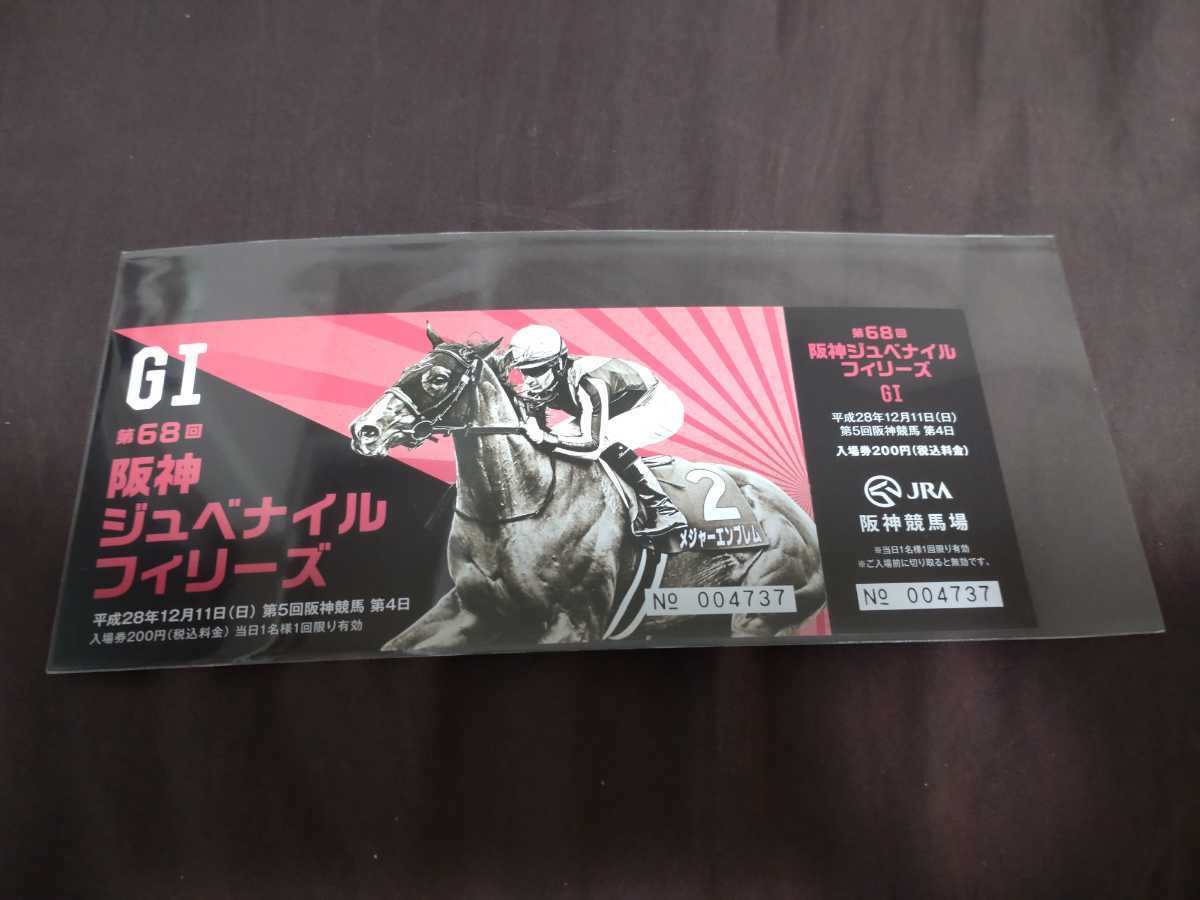 GI
第68回
阪神
ジュベナイル
フィリーズ
平成28年12月11日(日) 第5回阪神競馬 第4日
入場券200円(税込料金) 当日1名様1回限り有効
2
メジャーエンブレム
No 004737
第68回
阪神ジュベナイル
フィリーズ
GI
平成28年12月11日(日)
第5回阪神競馬 第4日
入場券200円(税込料金)
JRA
阪神競馬場
※当日1名様1回限り有効
※ご入場前に切り取ると無効です。
No 004737